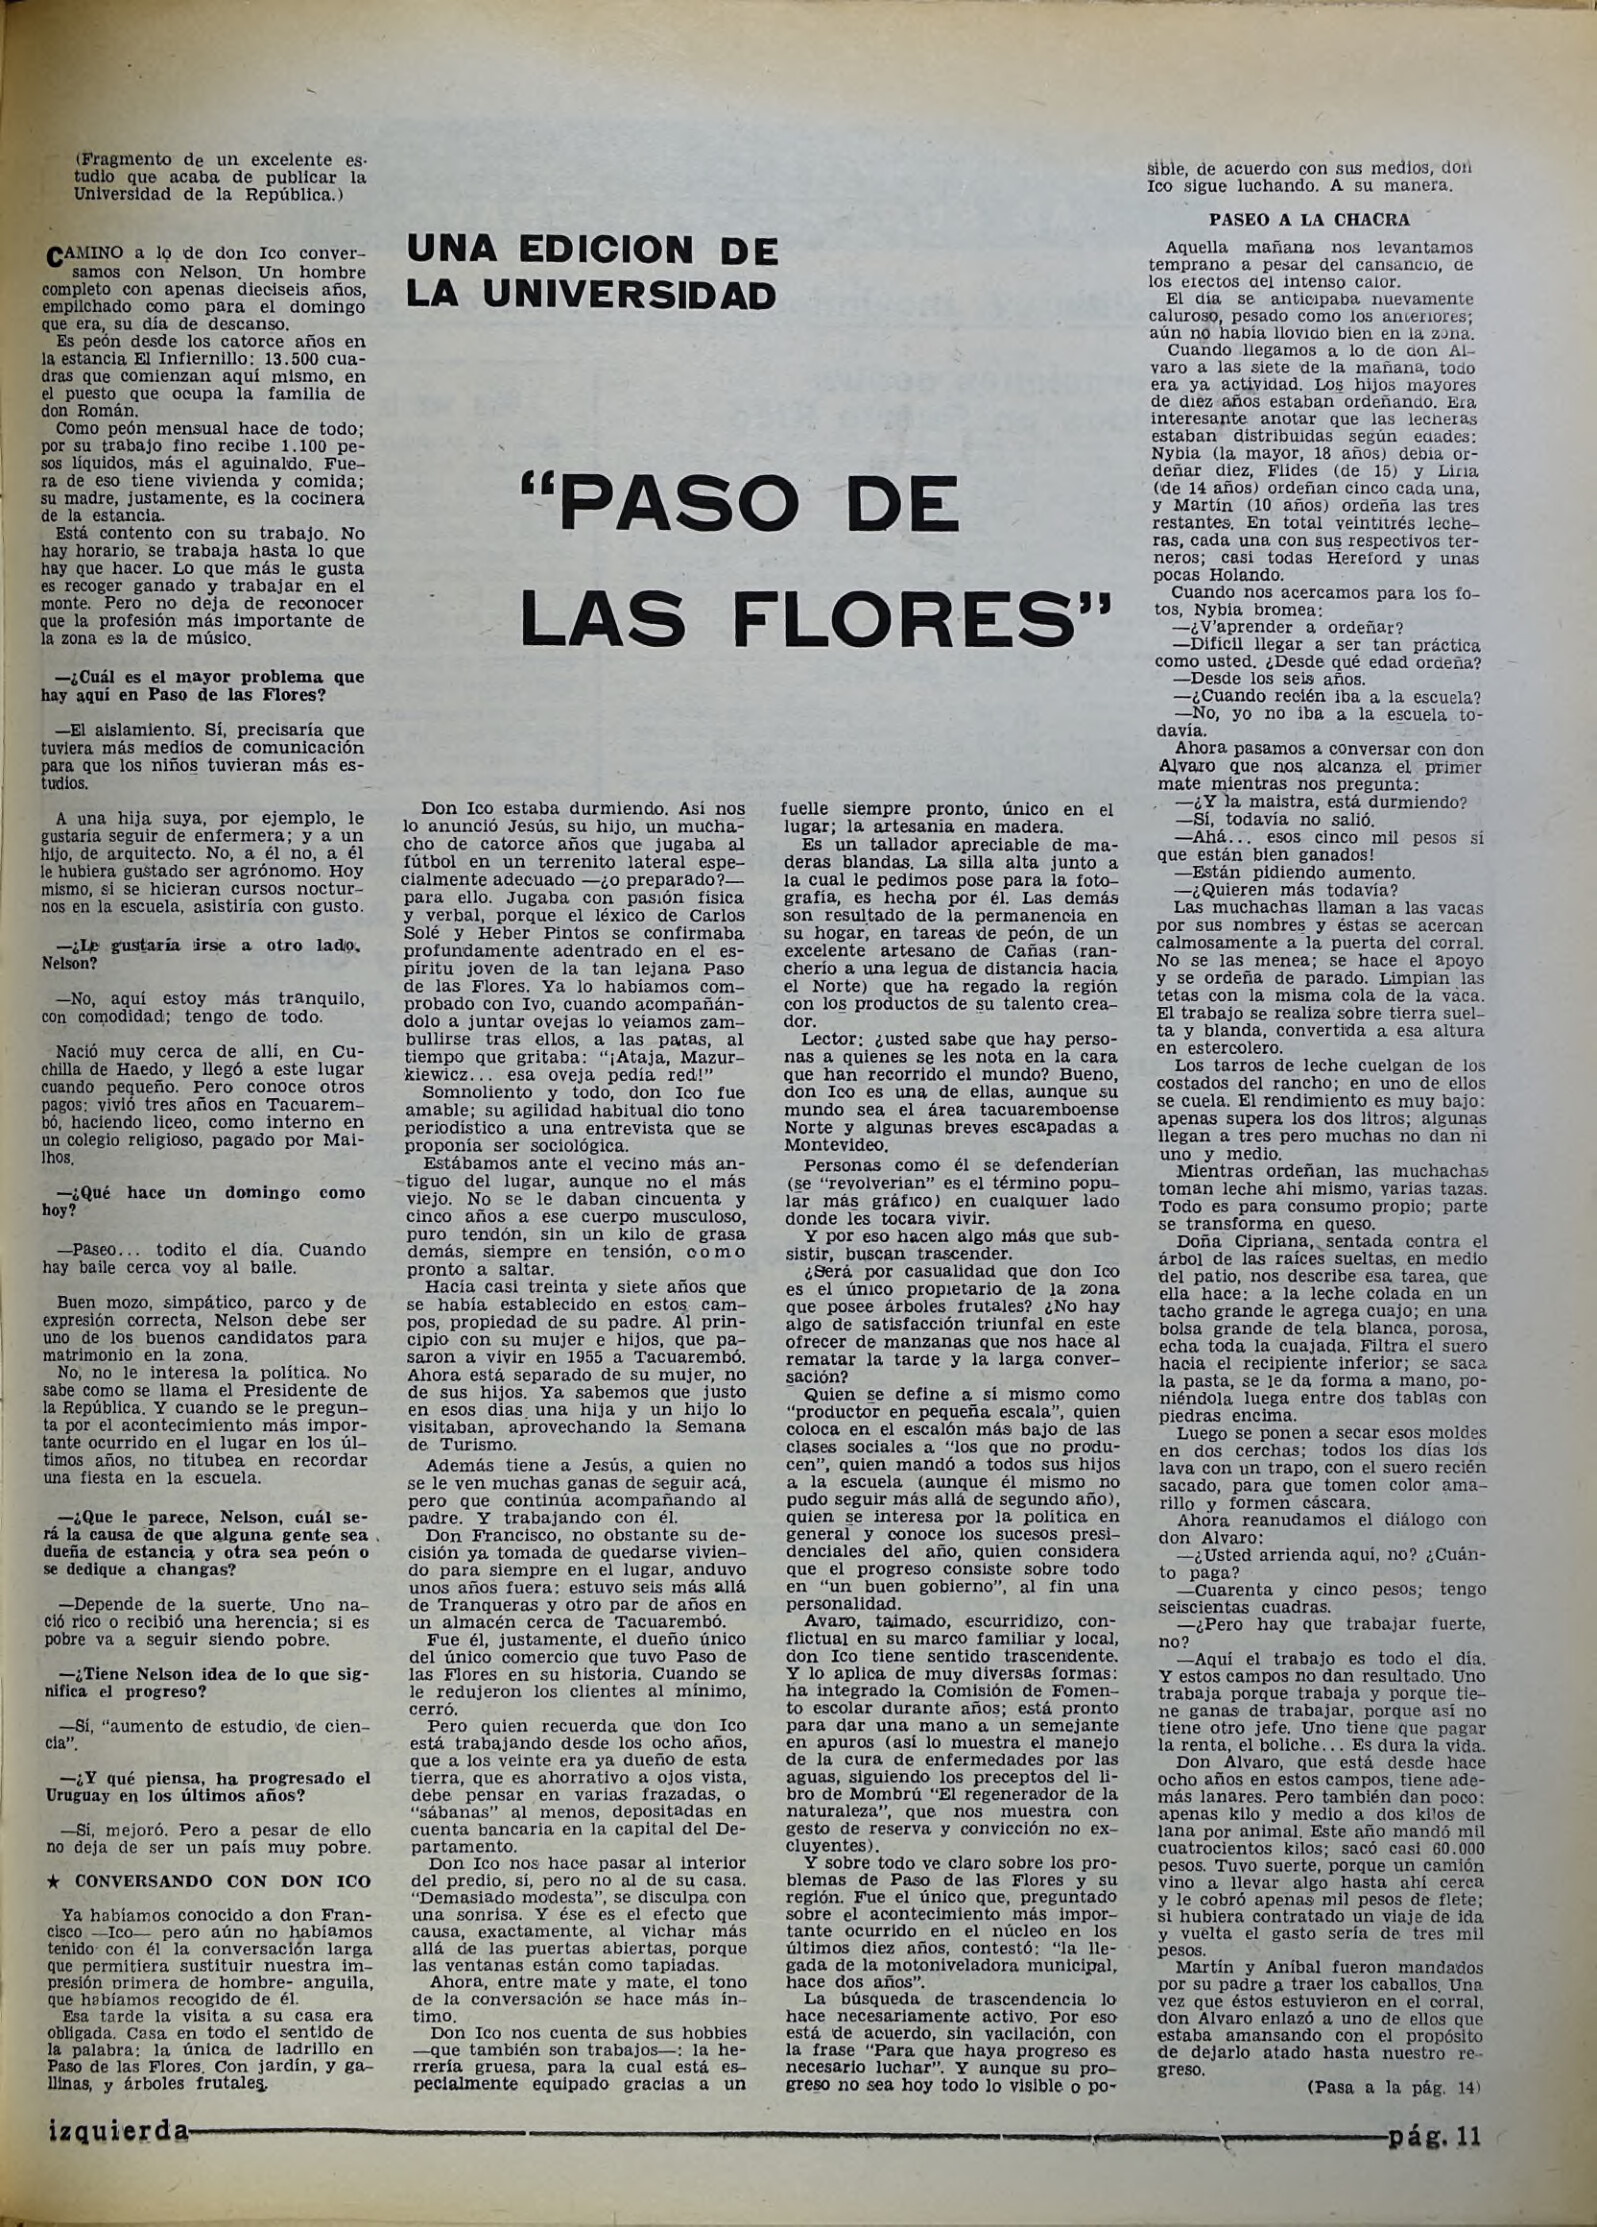 (Fragmento de un excelente es-
tudio que acaba de publicar la
Universidad de la República.)
CAMINO a lo de don Ico conver-
samos con Nelson. Un hombre
completo con apenas dieciseis años,
empilchado como para el domingo
que era, su día de descanso.
Es peón desde los catorce años en
la estancia El Infiernillo: 13.500 cua-
dras que comienzan aquí mismo, en
el puesto que ocupa la familia de
don Román.
Como peón mensual hace de todo;
por su trabajo fino recibe 1.100 pe-
sos líquidos, más el aguinaldo. Fue-
ra de eso tiene vivienda y comida;
su madre, justamente, es la cocinera
de la estancia.
Está contento con su trabajo. No
hay horario, se trabaja hasta lo que
hay que hacer. Lo que más le gusta
es recoger ganado y trabajar en el
monte. Pero no deja de reconocer
que la profesión más importante de
la zona es la de músico.
—¿Cuál es el mayor problema que
hay aquí en Paso de las Flores?
—El aislamiento. Sí, precisaría que
tuviera más medios de comunicación
para que los niños tuvieran más es-
tudios.
A una hija suya, por ejemplo, le
gustaría seguir de enfermera; y a un
hijo, de arquitecto. No, a él no, a él
le hubiera gustado ser agrónomo. Hoy
mismo, si se hicieran cursos noctur-
nos en la escuela, asistiría con gusto.
—¿Le gustaría irse a otro lado,
Nelson?
—No, aquí estoy más tranquilo,
con comodidad; tengo de todo.
Nació muy cerca de allí, en Cu-
chilla de Haedo, y llegó a este lugar
cuando pequeño. Pero conoce otros
pagos: vivió tres años en Tacuarem-
bó, haciendo liceo, como interno en
un colegio religioso, pagado por Mai-
lhos.
—¿Qué hace un domingo como
hoy?
—Paseo... todito el día. Cuando
hay baile cerca voy al baile.
Buen mozo, simpático, parco y de
expresión correcta, Nelson debe ser
uno de los buenos candidatos para
matrimonio en la zona.
No, no le interesa la política. No
sabe como se llama el Presidente de
la República. Y cuando se le pregun-
ta por el acontecimiento más impor-
tante ocurrido en el lugar en los úl-
timos años, no titubea en recordar
una fiesta en la escuela.
—¿Que le parece, Nelson, cuál se-
rá la causa de que alguna gente sea
dueña de estancia y otra sea peón o
se dedique a changas?
—Depende de la suerte. Uno na-
ció rico o recibió una herencia; si es
pobre va a seguir siendo pobre.
—¿Tiene Nelson idea de lo que sig-
nifica el progreso?
—Sí, "aumento de estudio, de cien-
cia".
—¿Y qué piensa, ha progresado el
Uruguay en los últimos años?
—Sí, mejoró. Pero a pesar de ello
no deja de ser un país muy pobre.
★ CONVERSANDO CON DON ICO
Ya habíamos conocido a don Fran-
cisco —Ico— pero aún no habíamos
tenido con él la conversación larga
que permitiera sustituir nuestra im-
presión primera de hombre- anguila,
que habíamos recogido de él.
Esa tarde la visita a su casa era
obligada. Casa en todo el sentido de
la palabra: la única de ladrillo en
Paso de las Flores. Con jardín, y ga-
llinas, y árboles frutales.
UNA EDICION DE
LA UNIVERSIDAD
"PASO DE
LAS FLORES"
Don Ico estaba durmiendo. Así nos
lo anunció Jesús, su hijo, un mucha-
cho de catorce años que jugaba al
fútbol en un terrenito lateral espe-
cialmente adecuado —¿o preparado?—
para ello. Jugaba con pasión física
y verbal, porque el léxico de Carlos
Solé y Heber Pintos se confirmaba
profundamente adentrado en el es-
píritu joven de la tan lejana Paso
de las Flores. Ya lo habíamos com-
probado con Ivo, cuando acompañán-
dolo a juntar ovejas lo veíamos zam-
bullirse tras ellos, a las patas, al
tiempo que gritaba: "¡Ataja, Mazur-
kiewicz... esa oveja pedía red!"
Somnoliento y todo, don Ico fue
amable; su agilidad habitual dio tono
periodístico a una entrevista que se
proponía ser sociológica.
Estábamos ante el vecino más an-
tiguo del lugar, aunque no el más
viejo. No se le daban cincuenta y
cinco años a ese cuerpo musculoso,
puro tendón, sin un kilo de grasa
demás, siempre en tensión, como
pronto a saltar.
Hacía casi treinta y siete años que
se había establecido en estos cam-
pos, propiedad de su padre. Al prin-
cipio con su mujer e hijos, que pa-
saron a vivir en 1955 a Tacuarembó.
Ahora está separado de su mujer, no
de sus hijos. Ya sabemos que justo
en esos días una hija y un hijo lo
visitaban, aprovechando la Semana
de Turismo.
Además tiene a Jesús, a quien no
se le ven muchas ganas de seguir acá,
pero que continúa acompañando al
padre. Y trabajando con él.
Don Francisco, no obstante su de-
cisión ya tomada de quedarse vivien-
do para siempre en el lugar, anduvo
unos años fuera: estuvo seis más allá
de Tranqueras y otro par de años en
un almacén cerca de Tacuarembó.
Fue él, justamente, el dueño único
del único comercio que tuvo Paso de
las Flores en su historia. Cuando se
le redujeron los clientes al mínimo,
cerró.
Pero quien recuerda que don Ico
está trabajando desde los ocho años,
que a los veinte era ya dueño de esta
tierra, que es ahorrativo a ojos vista,
debe pensar en varias frazadas, o
"sábanas" al menos, depositadas en
cuenta bancaria en la capital del De-
partamento.
Don Ico nos hace pasar al interior
del predio, sí, pero no al de su casa.
"Demasiado modesta", se disculpa con
una sonrisa. Y ése es el efecto que
causa, exactamente, al vichar más
allá de las puertas abiertas, porque
las ventanas están como tapiadas.
Ahora, entre mate y mate, el tono
de la conversación se hace más ín-
timo.
Don Ico nos cuenta de sus hobbies
—que también son trabajos—: la he-
rrería gruesa, para la cual está es-
pecialmente equipado gracias a un
fuelle siempre pronto, único en el
lugar; la artesanía en madera.
Es un tallador apreciable de ma-
deras blandas. La silla alta junto a
la cual le pedimos pose para la foto-
grafía, es hecha por él. Las demás
son resultado de la permanencia en
su hogar, en tareas de peón, de un
excelente artesano de Cañas (ran-
cherío a una legua de distancia hacia
el Norte) que ha regado la región
con los productos de su talento crea-
dor.
Lector: ¿usted sabe que hay perso-
nas a quienes se les nota en la cara
que han recorrido el mundo? Bueno,
don Ico es una de ellas, aunque su
mundo sea el área tacuaremboense
Norte y algunas breves escapadas a
Montevideo.
Personas como él se defenderían
(se "revolverían" es el término popu-
lar más gráfico) en cualquier lado
donde les tocara vivir.
Y por eso hacen algo más que sub-
sistir, buscan trascender.
¿Será por casualidad que don Ico
es el único propietario de la zona
que posee árboles frutales? ¿No hay
algo de satisfacción triunfal en este
ofrecer de manzanas que nos hace al
rematar la tarde y la larga conver-
sación?
Quien se define a sí mismo como
"productor en pequeña escala", quien
coloca en el escalón más bajo de las
clases sociales a "los que no produ-
cen", quien mandó a todos sus hijos
a la escuela (aunque él mismo no
pudo seguir más allá de segundo año),
quien se interesa por la política en
general y conoce los sucesos presi-
denciales del año, quien considera
que el progreso consiste sobre todo
en "un buen gobierno", al fin una
personalidad.
Avaro, taimado, escurridizo, con-
flictual en su marco familiar y local,
don Ico tiene sentido trascendente.
Y lo aplica de muy diversas formas:
ha integrado la Comisión de Fomen-
to escolar durante años; está pronto
para dar una mano a un semejante
en apuros (así lo muestra el manejo
de la cura de enfermedades por las
aguas, siguiendo los preceptos del li-
bro de Mombrú "El regenerador de la
naturaleza", que nos muestra con
gesto de reserva y convicción no ex-
cluyentes).
Y sobre todo ve claro sobre los pro-
blemas de Paso de las Flores y su
región. Fue el único que, preguntado
sobre el acontecimiento más impor-
tante ocurrido en el núcleo en los
últimos diez años, contestó: "la lle-
gada de la motoniveladora municipal,
hace dos años".
La búsqueda de trascendencia lo
hace necesariamente activo. Por eso
está de acuerdo, sin vacilación, con
la frase "Para que haya progreso es
necesario luchar". Y aunque su pro-
greso no sea hoy todo lo visible o po-
sible, de acuerdo con sus medios, don
Ico sigue luchando. A su manera.
PASEO A LA CHACRA
Aquella mañana nos levantamos
temprano a pesar del cansancio, de
los efectos del intenso calor.
El día se anticipaba nuevamente
caluroso, pesado como los anteriores;
aún no había llovido bien en la zona.
Cuando llegamos a lo de don Al-
varo a las siete de la mañana, todo
era ya actividad. Los hijos mayores
de diez años estaban ordeñando. Era
interesante anotar que las lecheras
estaban distribuidas según edades:
Nybia (la mayor, 18 años) debía or-
deñar diez, Flides (de 15) y Liria
(de 14 años) ordeñan cinco cada una,
y Martín (10 años) ordeña las tres
restantes. En total veintitrés leche-
ras, cada una con sus respectivos ter-
neros; casi todas Hereford y unas
pocas Holando.
Cuando nos acercamos para los fo-
tos, Nybia bromea:
—¿V'aprender a ordeñar?
—Difícil llegar a ser tan práctica
como usted. ¿Desde qué edad ordeña?
—Desde los seis años.
—¿Cuando recién iba a la escuela?
—No, yo no iba a la escuela to-
davía.
Ahora pasamos a conversar con don
Alvaro que nos alcanza el primer
mate mientras nos pregunta:
—¿Y la maistra, está durmiendo?
—Sí, todavía no salió.
—Ahá... esos cinco mil pesos sí
que están bien ganados!
—Están pidiendo aumento.
—¿Quieren más todavía?
Las muchachas llaman a las vacas
por sus nombres y éstas se acercan
calmosamente a la puerta del corral.
No se las menea; se hace el apoyo
y se ordeña de parado. Limpian las
tetas con la misma cola de la vaca.
El trabajo se realiza sobre tierra suel-
ta y blanda, convertida a esa altura
en estercolero.
Los tarros de leche cuelgan de los
costados del rancho; en uno de ellos
se cuela. El rendimiento es muy bajo:
apenas supera los dos litros; algunas
llegan a tres pero muchas no dan ni
uno y medio.
Mientras ordeñan, las muchachas
toman leche ahí mismo, varias tazas.
Todo es para consumo propio; parte
se transforma en queso.
Doña Cipriana, sentada contra el
árbol de las raíces sueltas, en medio
del patio, nos describe esa tarea, que
ella hace: a la leche colada en un
tacho grande le agrega cuajo; en una
bolsa grande de tela blanca, porosa,
echa toda la cuajada. Filtra el suero
hacia el recipiente inferior; se saca
la pasta, se le da forma a mano, po-
niéndola luega entre dos tablas con
piedras encima.
Luego se ponen a secar esos moldes
en dos cerchas; todos los días los
lava con un trapo, con el suero recién
sacado, para que tomen color ama-
rillo y formen cáscara.
Ahora reanudamos el diálogo con
don Alvaro:
—¿Usted arrienda aquí, no? ¿Cuán-
to paga?
—Cuarenta y cinco pesos; tengo
seiscientas cuadras.
—¿Pero hay que trabajar fuerte,
no?
—Aquí el trabajo es todo el día.
Y estos campos no dan resultado. Uno
trabaja porque trabaja y porque tie-
ne ganas de trabajar, porque así no
tiene otro jefe. Uno tiene que pagar
la renta, el boliche... Es dura la vida.
Don Alvaro, que está desde hace
ocho años en estos campos, tiene ade-
más lanares. Pero también dan poco:
apenas kilo y medio a dos kilos de
lana por animal. Este año mandó mil
cuatrocientos kilos; sacó casi 60.000
pesos. Tuvo suerte, porque un camión
vino a llevar algo hasta ahí cerca
y le cobró apenas mil pesos de flete;
si hubiera contratado un viaje de ida
y vuelta el gasto sería de tres mil
pesos.
Martín y Aníbal fueron mandados
por su padre a traer los caballos. Una
vez que éstos estuvieron en el corral,
don Alvaro enlazó a uno de ellos que
estaba amansando con el propósito
de dejarlo atado hasta nuestro re-
greso.
(Pasa a la pág. 14)
izquierda
pág. 11